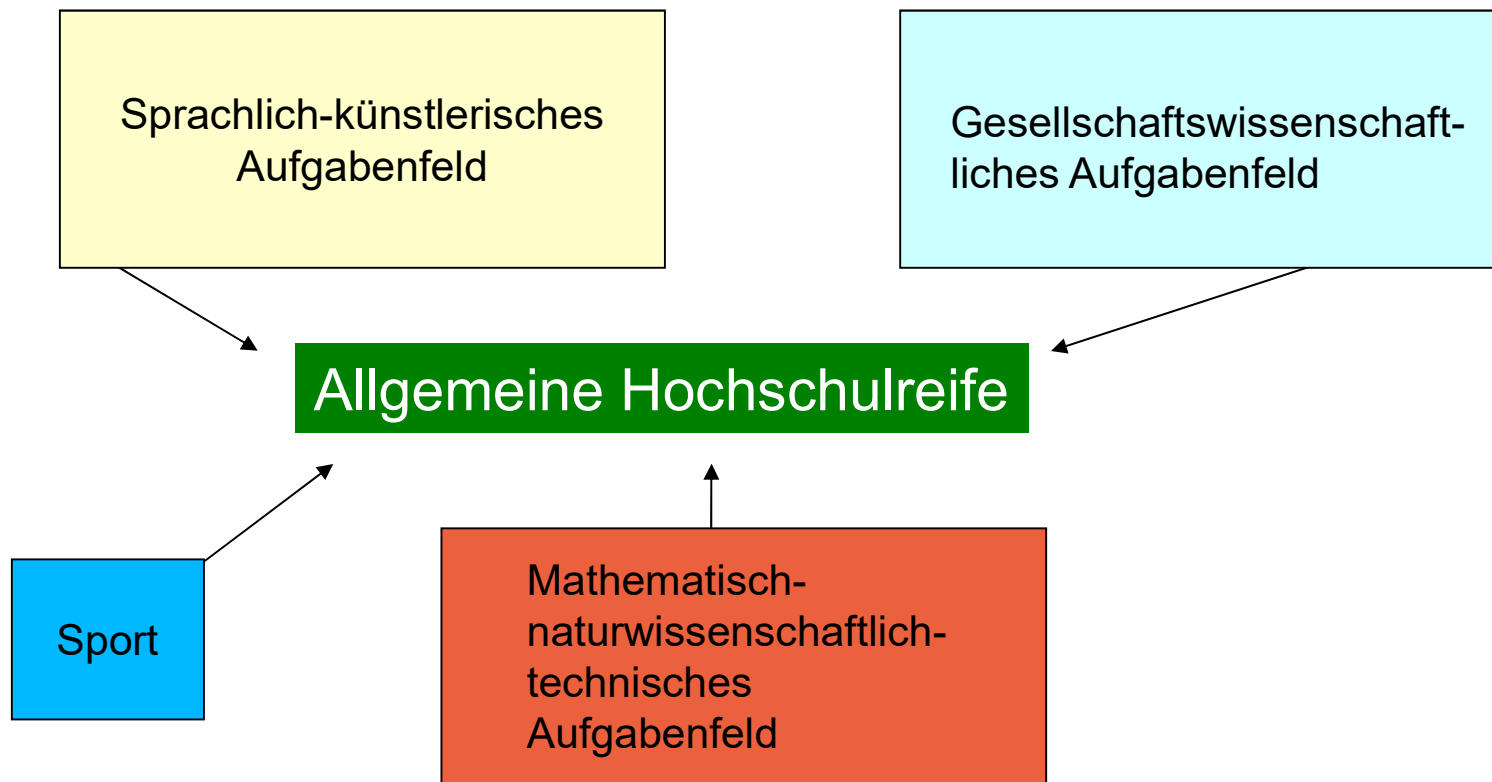 Sprachlich-künstlerisches
Aufgabenfeld
Gesellschaftswissenschaft-
liches Aufgabenfeld
Allgemeine Hochschulreife
Sport
Mathematisch-
naturwissenschaftlich-
technisches
Aufgabenfeld